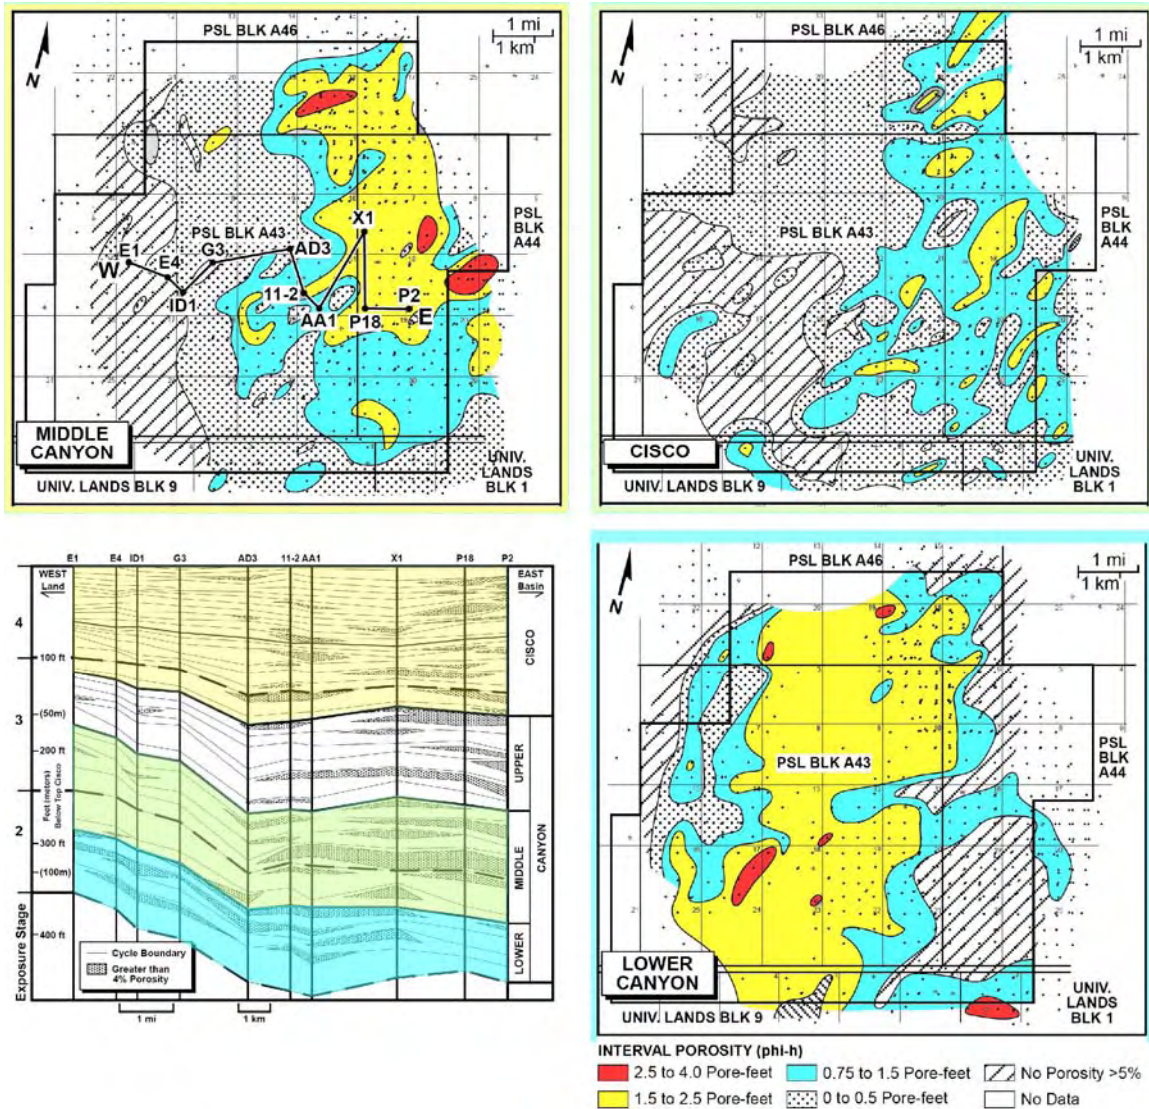 PSL BLK A46
1 mi
1 km
N
PSL BLK A43
PSL
BLK
A44
X1
E1
W
E4
ID1
G3
AD3
11-2
AA1
P18
P2
E
MIDDLE
CANYON
UNIV. LANDS BLK 9
UNIV.
LANDS
BLK 1
PSL BLK A46
1 mi
1 km
N
PSL BLK A43
PSL
BLK
A44
CISCO
UNIV. LANDS BLK 9
UNIV.
LANDS
BLK 1
E1 E4 ID1 G3 AD3 11-2 AA1 X1 P18 P2
WEST
Land
EAST
Basin
4
100 ft
3
(50m)
200 ft
Feet (meters)
Below Top Cisco
2
300 ft
(100m)
400 ft
Exposure Stage
CISCO
UPPER
MIDDLE
LOWER
CANYON
Cycle Boundary
Greater than
4% Porosity
1 mi
1 km
PSL BLK A46
1 mi
1 km
N
PSL BLK A43
PSL
BLK
A44
LOWER
CANYON
UNIV. LANDS BLK 9
UNIV.
LANDS
BLK 1
INTERVAL POROSITY (phi-h)
2.5 to 4.0 Pore-feet
0.75 to 1.5 Pore-feet
No Porosity >5%
1.5 to 2.5 Pore-feet
0 to 0.5 Pore-feet
No Data